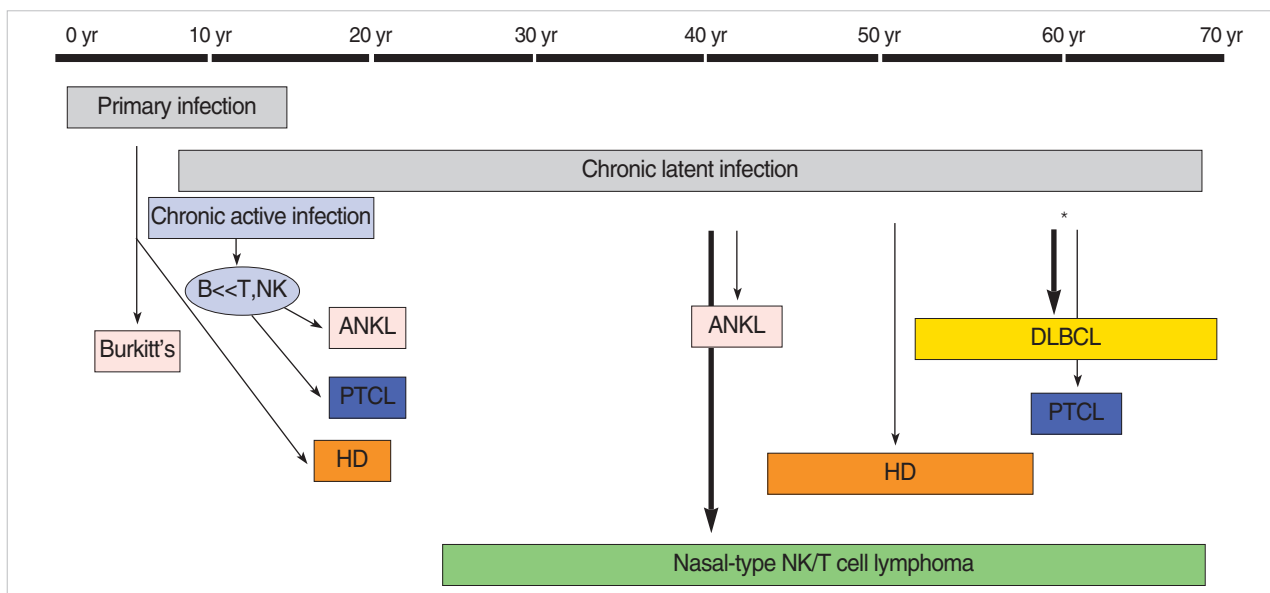 0 yr 10 yr 20 yr 30 yr 40 yr 50 yr 60 yr 70 yr
Primary infection
Chronic latent infection
Chronic active infection
*
B<<T,NK
ANKL
ANKL
Burkitt's
DLBCL
PTCL
PTCL
HD
HD
Nasal-type NK/T cell lymphoma